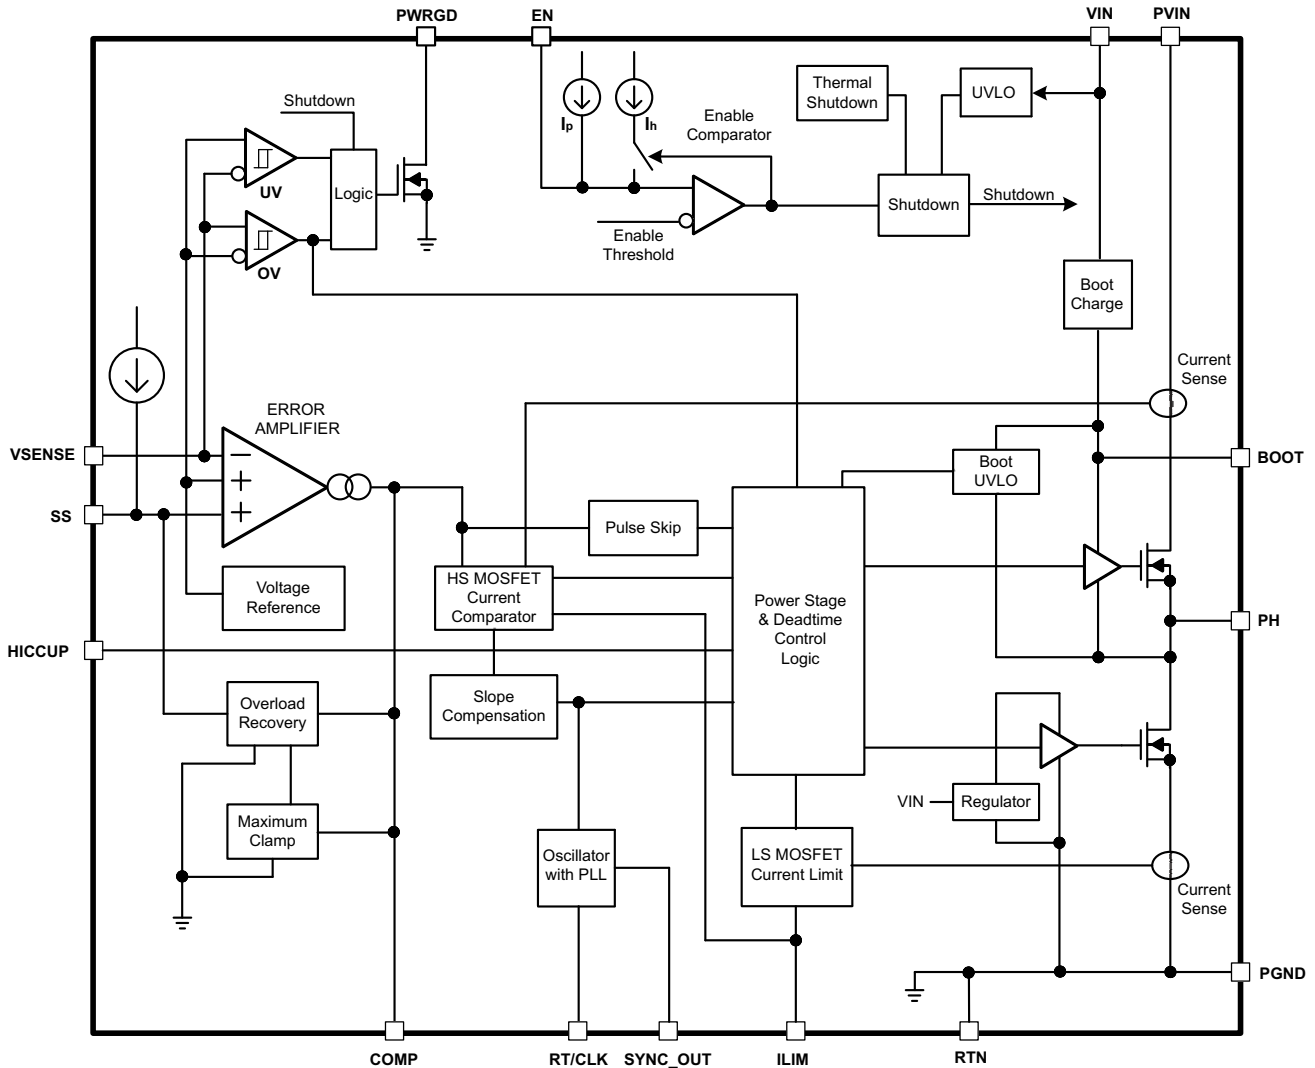 PWRGD
EN
VIN
PVIN
Shutdown
Thermal
Shutdown
UVLO
Ip
Ih
Enable
Comparator
UV
Logic
Shutdown
Shutdown
Enable
Threshold
OV
Boot
Charge
Current
Sense
ERROR
AMPLIFIER
VSENSE
−
+
+
SS
Boot
UVLO
BOOT
Pulse Skip
Voltage
Reference
HS MOSFET
Current
Comparator
Power Stage
& Deadtime
Control
Logic
PH
HICCUP
Overload
Recovery
Slope
Compensation
VIN
Regulator
Maximum
Clamp
Oscillator
with PLL
LS MOSFET
Current Limit
Current
Sense
PGND
COMP
RT/CLK
SYNC_OUT
ILIM
RTN